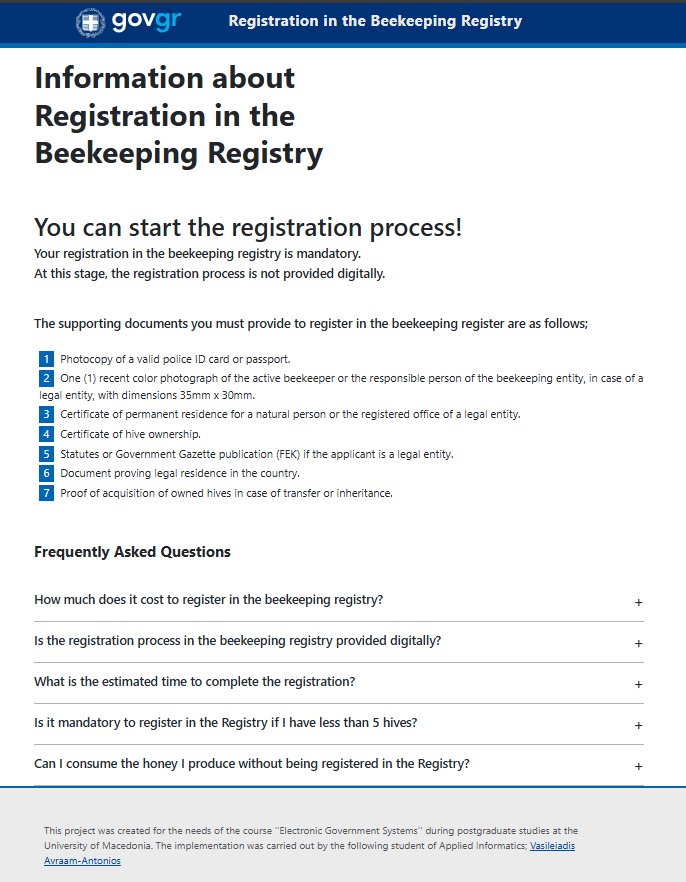 govgr Registration in the Beekeeping Registry
Information about
Registration in the
Beekeeping Registry
You can start the registration process!
Your registration in the beekeeping registry is mandatory.
At this stage, the registration process is not provided digitally.
The supporting documents you must provide to register in the beekeeping register are as follows;
1 Photocopy of a valid police ID card or passport.
2 One (1) recent color photograph of the active beekeeper or the responsible person of the beekeeping entity, in case of a
legal entity, with dimensions 35mm x 30mm.
3 Certificate of permanent residence for a natural person or the registered office of a legal entity.
4 Certificate of hive ownership.
5 Statutes or Government Gazette publication (FEK) if the applicant is a legal entity.
6 Document proving legal residence in the country.
7 Proof of acquisition of owned hives in case of transfer or inheritance.
Frequently Asked Questions
How much does it cost to register in the beekeeping registry? +
Is the registration process in the beekeeping registry provided digitally? +
What is the estimated time to complete the registration? +
Is it mandatory to register in the Registry if I have less than 5 hives? +
Can I consume the honey I produce without being registered in the Registry? +
This project was created for the needs of the course "Electronic Government Systems" during postgraduate studies at the
University of Macedonia. The implementation was carried out by the following student of Applied Informatics; Vasileiadis
Avraam-Antonios